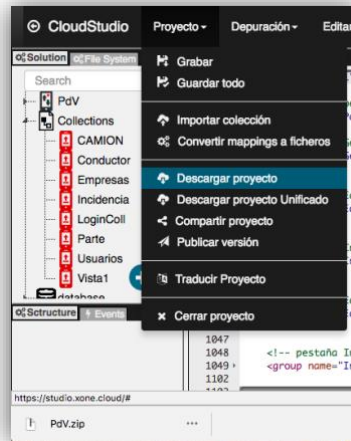 CloudStudio Proyecto Depuración Editar
Solution File System
Search
PdV
Collections
CAMION
Conductor
Empresas
Incidencia
LoginColl
Parte
Usuarios
Vista1
database
Sctructure Events
Grabar
Guardar todo
Importar colección
Convertir mappings a ficheros
Descargar proyecto
Descargar proyecto Unificado
Compartir proyecto
Publicar versión
Traducir Proyecto
Cerrar proyecto
1047
1048 <!-- pestaña
1049 <group name=
1102
https://studio.xone.cloud/#
PdV.zip